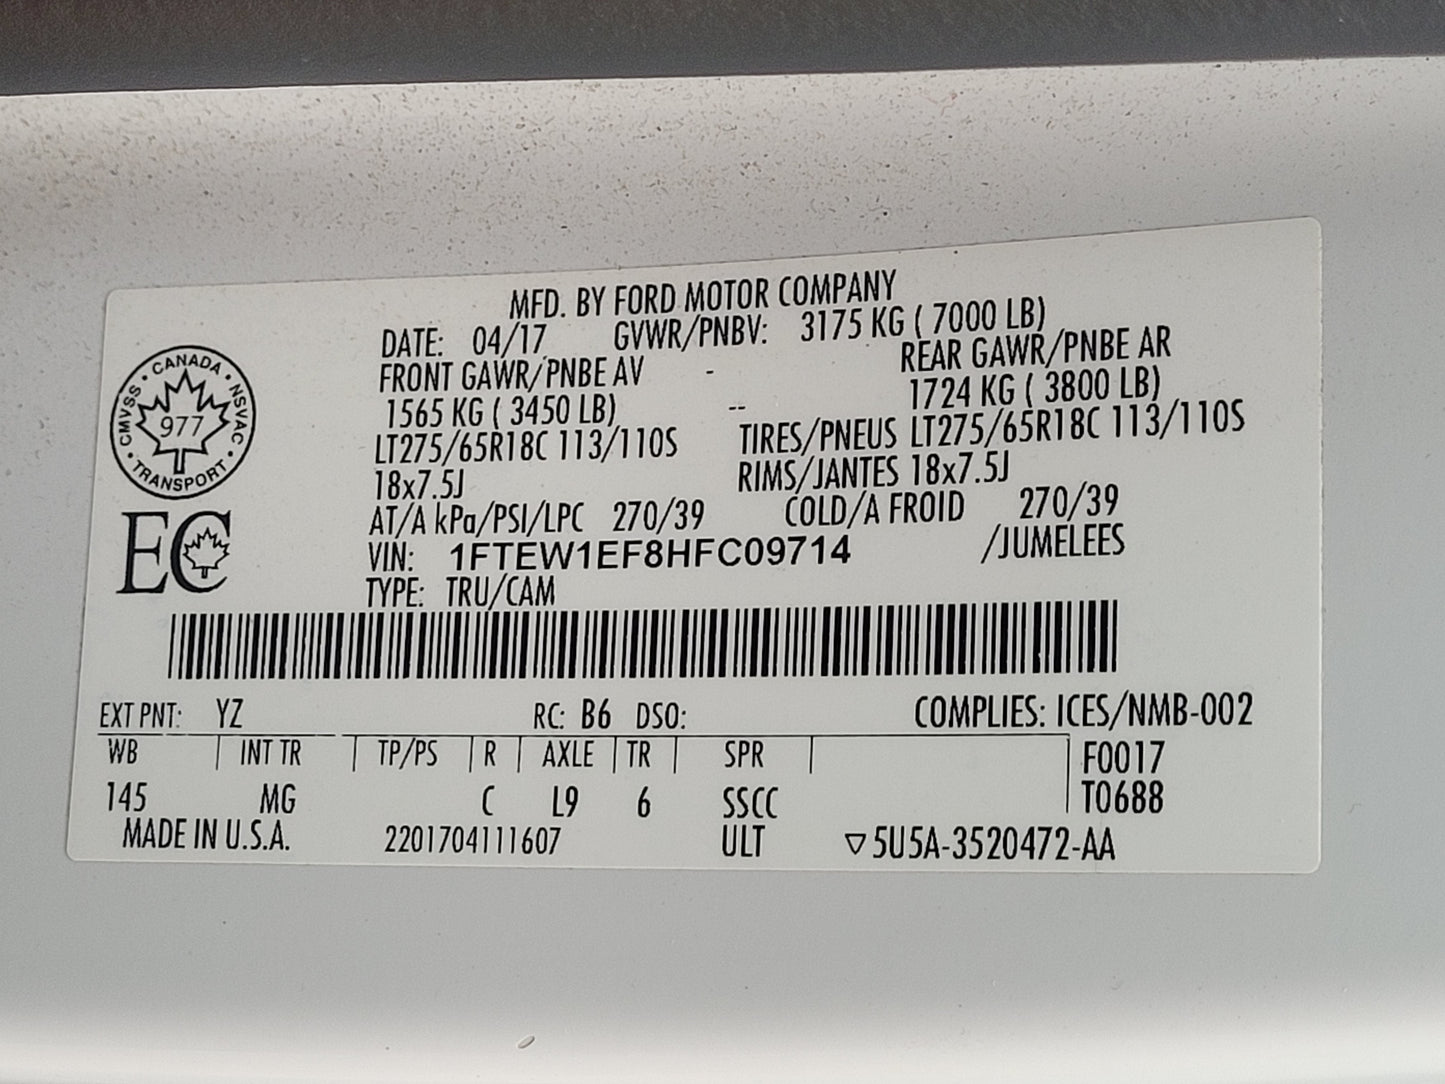 MFD. BY FORD MOTOR COMPANY
DATE: 04/17 GVWR/PNBV: 3175 KG ( 7000 LB)
FRONT GAWR/PNBE AV - REAR GAWR/PNBE AR
1565 KG ( 3450 LB) -- 1724 KG ( 3800 LB)
LT275/65R18C 113/110S TIRES/PNEUS LT275/65R18C 113/110S
18x7.5J RIMS/JANTES 18x7.5J
AT/A kPa/PSI/LPC 270/39 COLD/A FROID 270/39
VIN: 1FTEW1EF8HFC09714 /JUMELEES
TYPE: TRU/CAM
CANADA
CMVSS 977 NSVAC
TRANSPORT
EC
EXT PNT: YZ RC: B6 DSO: COMPLIES: ICES/NMB-002
WB | INT TR | TP/PS | R | AXLE | TR | SPR | F0017
145 MG C L9 6 SSCC T0688
MADE IN U.S.A. 2201704111607 ULT ▽5U5A-3520472-AA